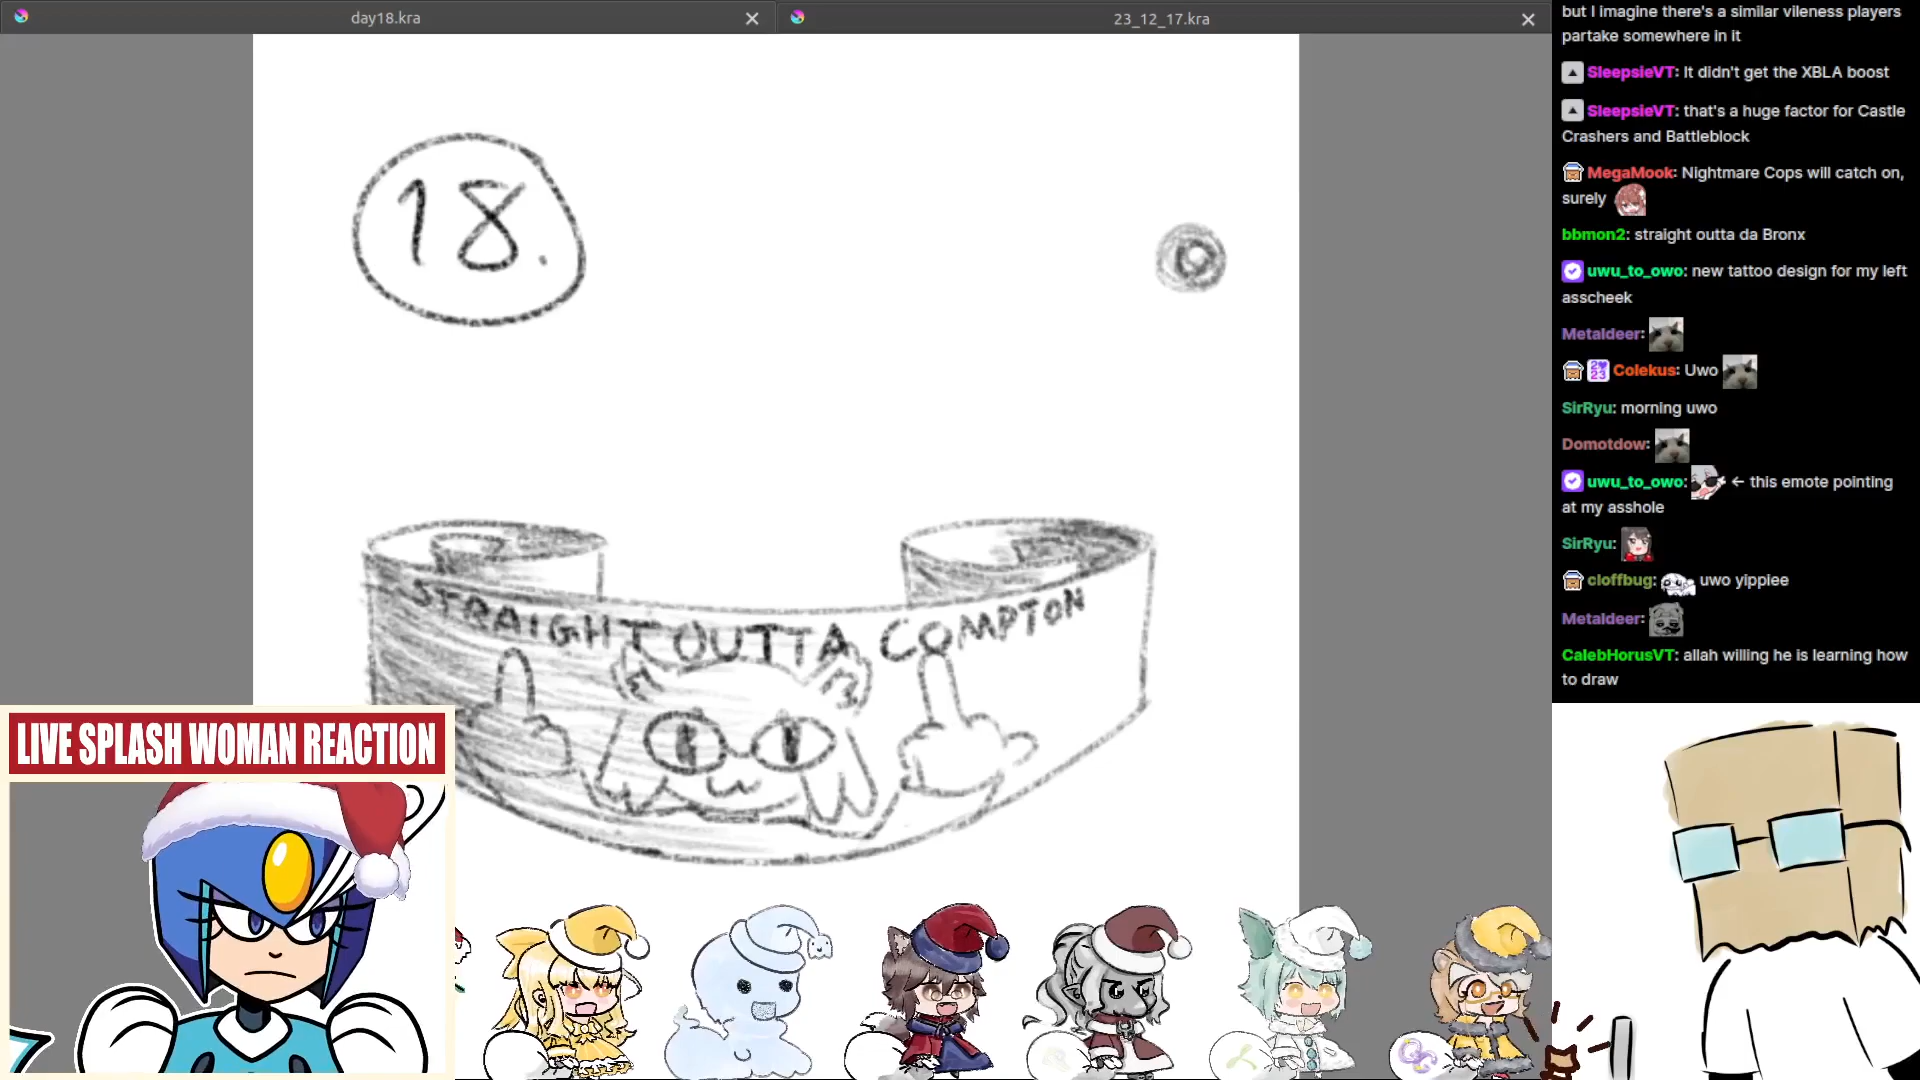 day18.kra
23_12_17.kra
18.
STRAIGHT OUTTA COMPTON
LIVE SPLASH WOMAN REACTION
but I imagine there's a similar vileness players
partake somewhere in it
SleepsieVT: It didn't get the XBLA boost
SleepsieVT: that's a huge factor for Castle
Crashers and Battleblock
MegaMook: Nightmare Cops will catch on,
surely
bbmon2: straight outta da Bronx
uwu_to_owo: new tattoo design for my left
asscheek
Metaldeer:
Colekus: Uwo
SirRyu: morning uwo
Domotdow:
uwu_to_owo: ← this emote pointing
at my asshole
SirRyu:
cloffbug: uwo yippiee
Metaldeer:
CalebHorusVT: allah willing he is learning how
to draw